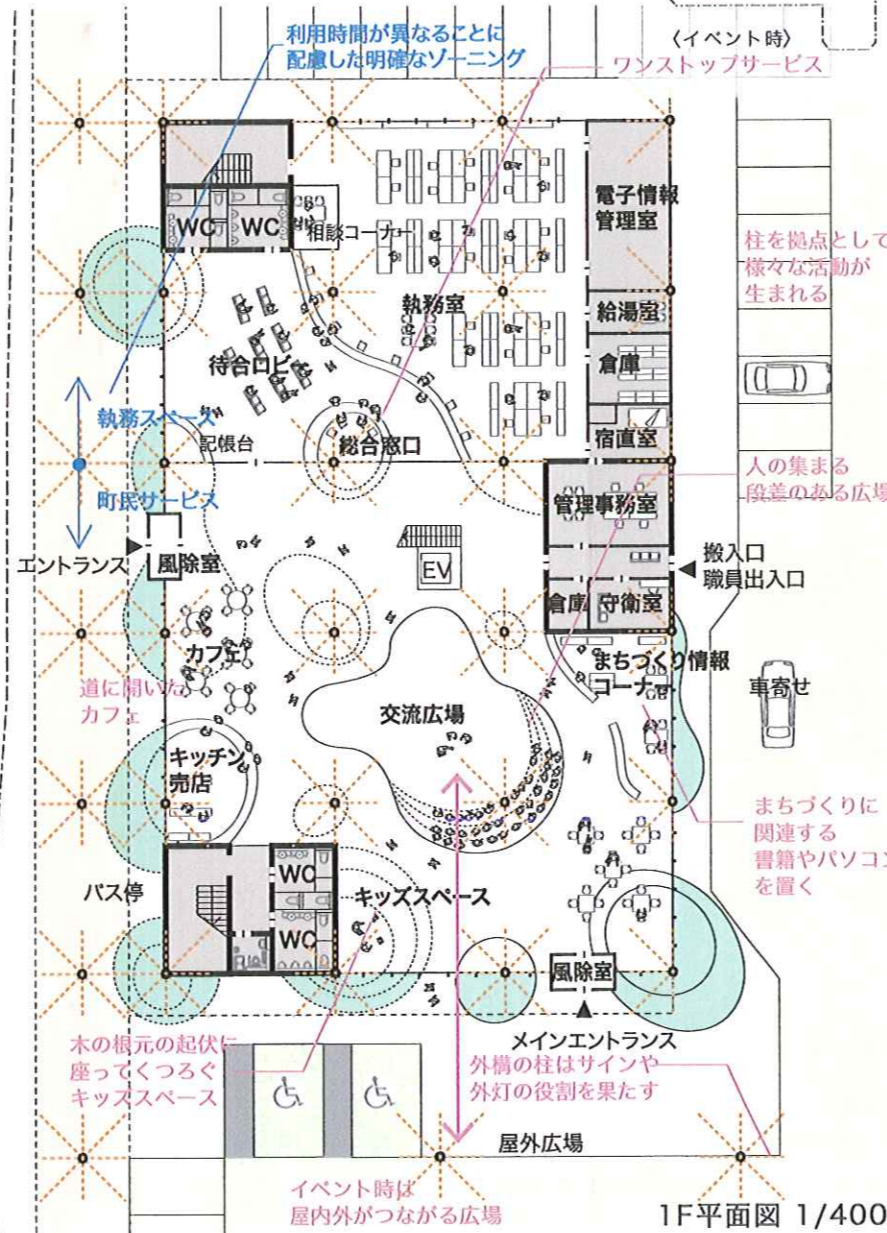 利用時間が異なることに
配慮した明確なゾーニング
〈イベント時〉
ワンストップサービス
WC
WC
相談コーナー
電子情報
管理室
柱を拠点として
様々な活動が
生まれる
執務室
給湯室
倉庫
待合ロビー
宿直室
執務スペース
記帳台
総合窓口
町民サービス
管理事務室
人の集まる
段差のある広場
エントランス
風除室
EV
搬入口
職員出入口
倉庫
守衛室
カフェ
まちづくり情報
コーナー
車寄せ
道に開いた
カフェ
交流広場
キッチン
売店
まちづくりに
関連する
書籍やパソコン
を置く
バス停
WC
WC
キッズスペース
風除室
メインエントランス
木の根元の起伏に
座ってくつろぐ
キッズスペース
外構の柱はサインや
外灯の役割を果たす
屋外広場
イベント時は
屋内外がつながる広場
1F平面図 1/400